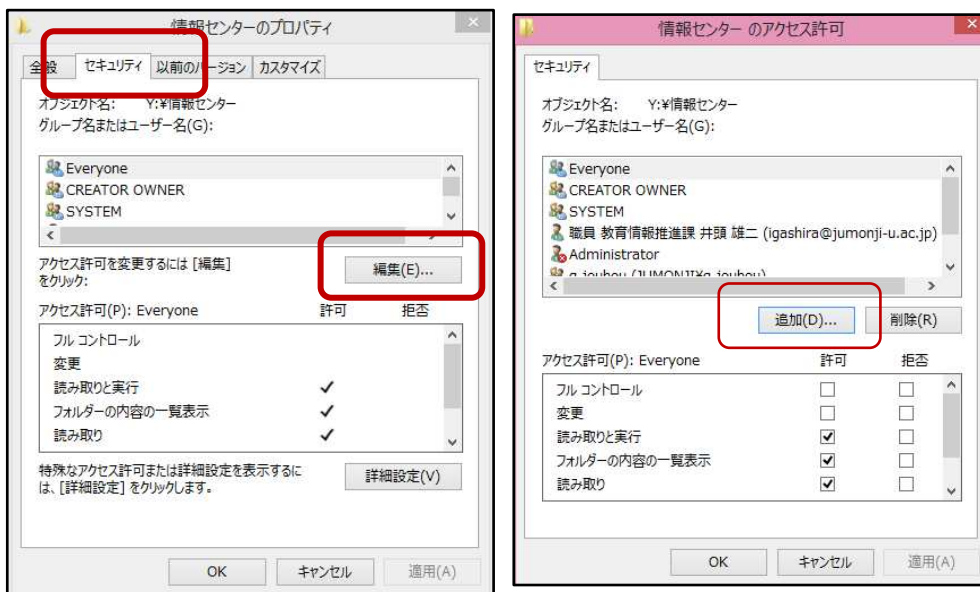 情報センターのプロパティ
全般 セキュリティ 以前のバージョン カスタマイズ
オブジェクト名: Y:¥情報センター
グループ名またはユーザー名(G):
Everyone
CREATOR OWNER
SYSTEM
アクセス許可を変更するには [編集]
をクリック:
編集(E)...
アクセス許可(P): Everyone 許可 拒否
フル コントロール
変更
読み取りと実行
フォルダーの内容の一覧表示
読み取り
特殊なアクセス許可または詳細設定を表示するに
は、[詳細設定] をクリックします。
詳細設定(V)
OK キャンセル 適用(A)
情報センター のアクセス許可
セキュリティ
オブジェクト名: Y:¥情報センター
グループ名またはユーザー名(G):
Everyone
CREATOR OWNER
SYSTEM
職員 教育情報推進課 井頭 雄二 (igashira@jumonji-u.ac.jp)
Administrator
g-jouhou (JUMONJI¥g-jouhou)
追加(D)... 削除(R)
アクセス許可(P): Everyone 許可 拒否
フル コントロール
変更
読み取りと実行
フォルダーの内容の一覧表示
読み取り
OK キャンセル 適用(A)